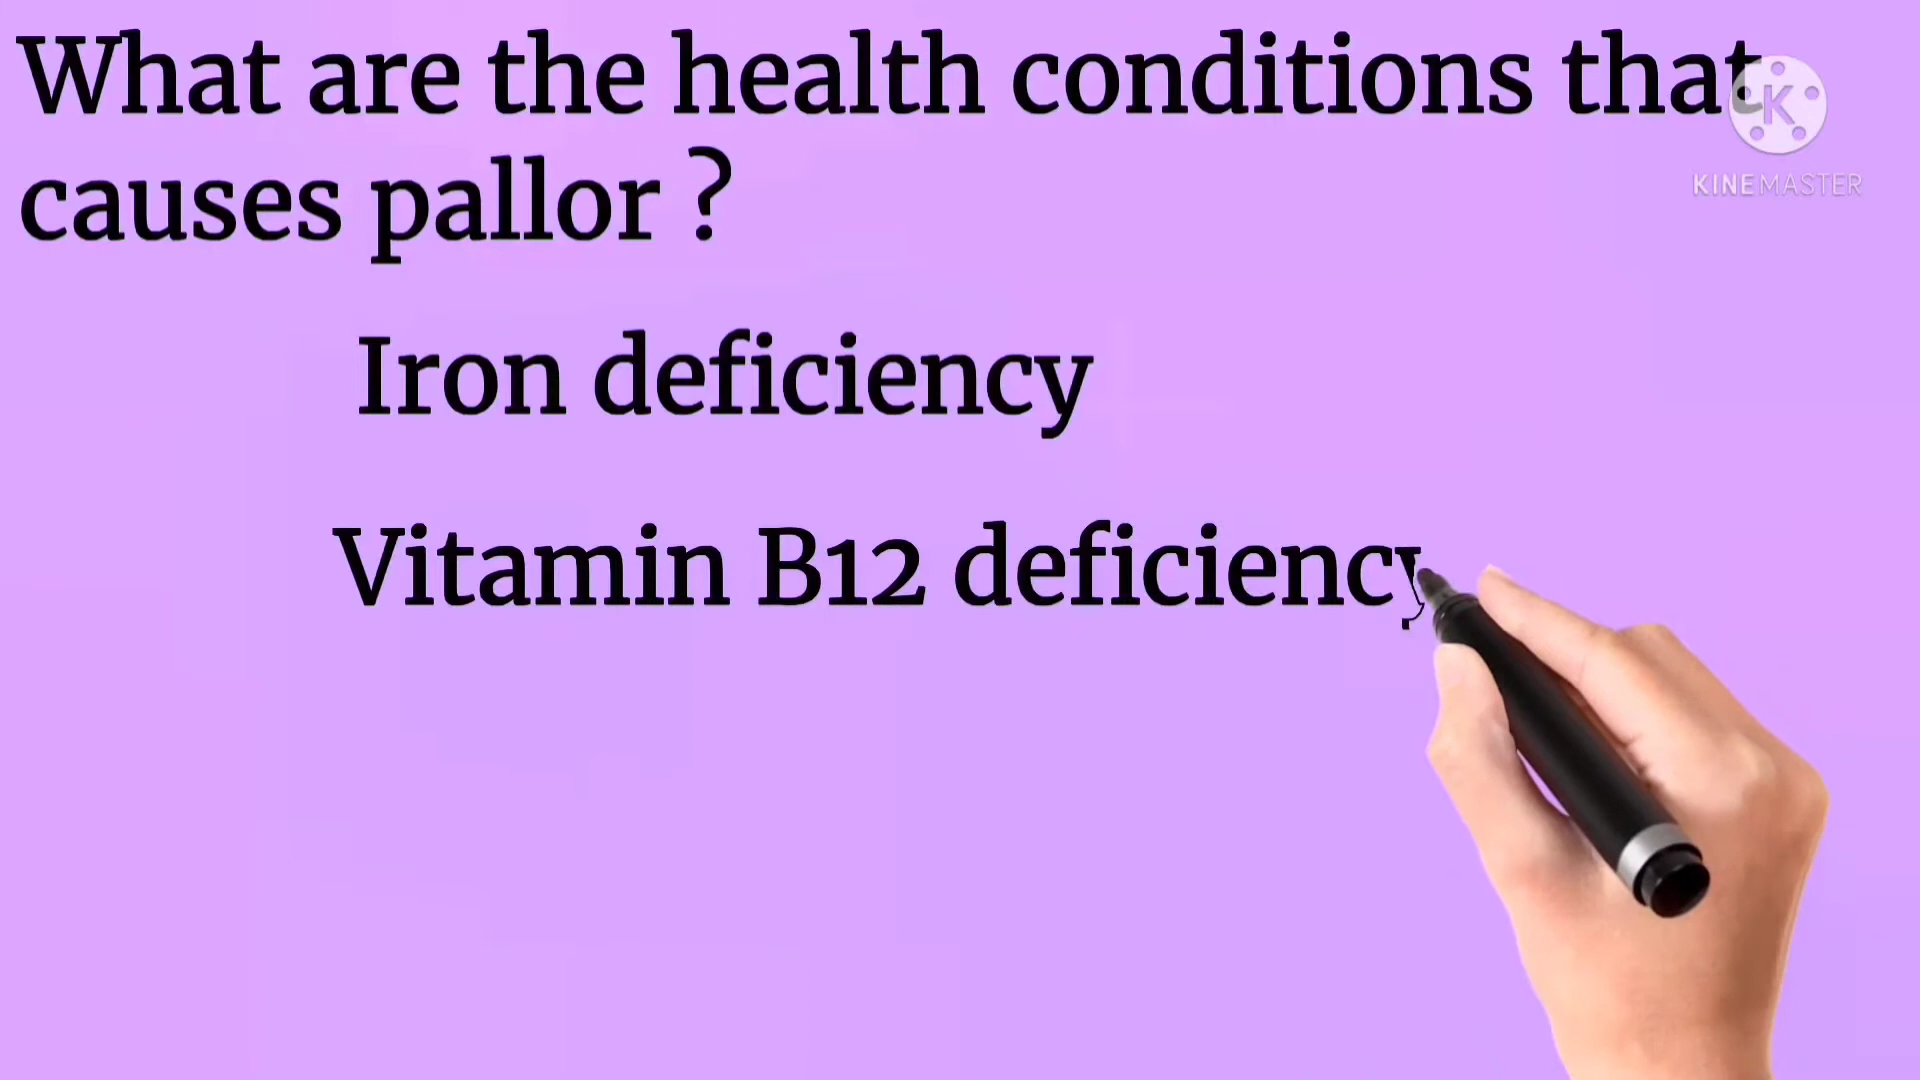 What are the health conditions that
causes pallor ?
KINEMASTER
Iron deficiency
Vitamin B12 deficiency